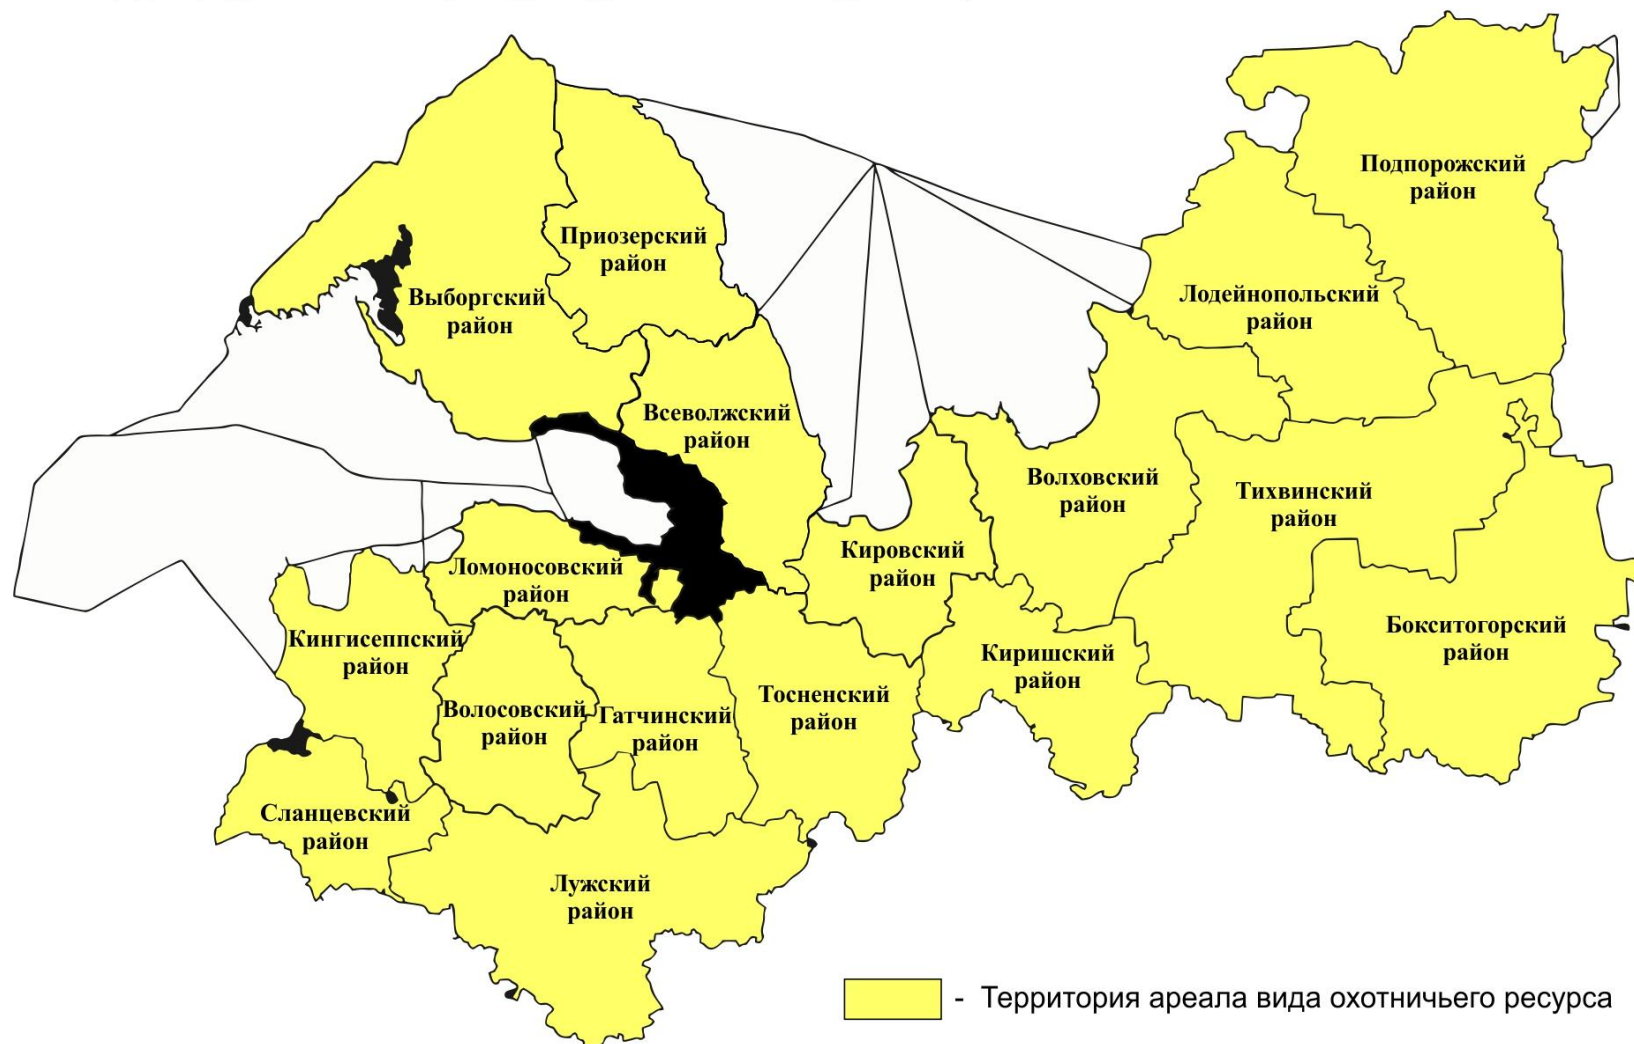 Подпорожский
район
Приозерский
район
Выборгский
район
Лодейнопольский
район
Всеволжский
район
Волховский
район
Тихвинский
район
Кировский
район
Ломоносовский
район
Кингисеппский
район
Бокситогорский
район
Киришский
район
Волосовский
район
Гатчинский
район
Тосненский
район
Сланцевский
район
Лужский
район
- Территория ареала вида охотничьего ресурса